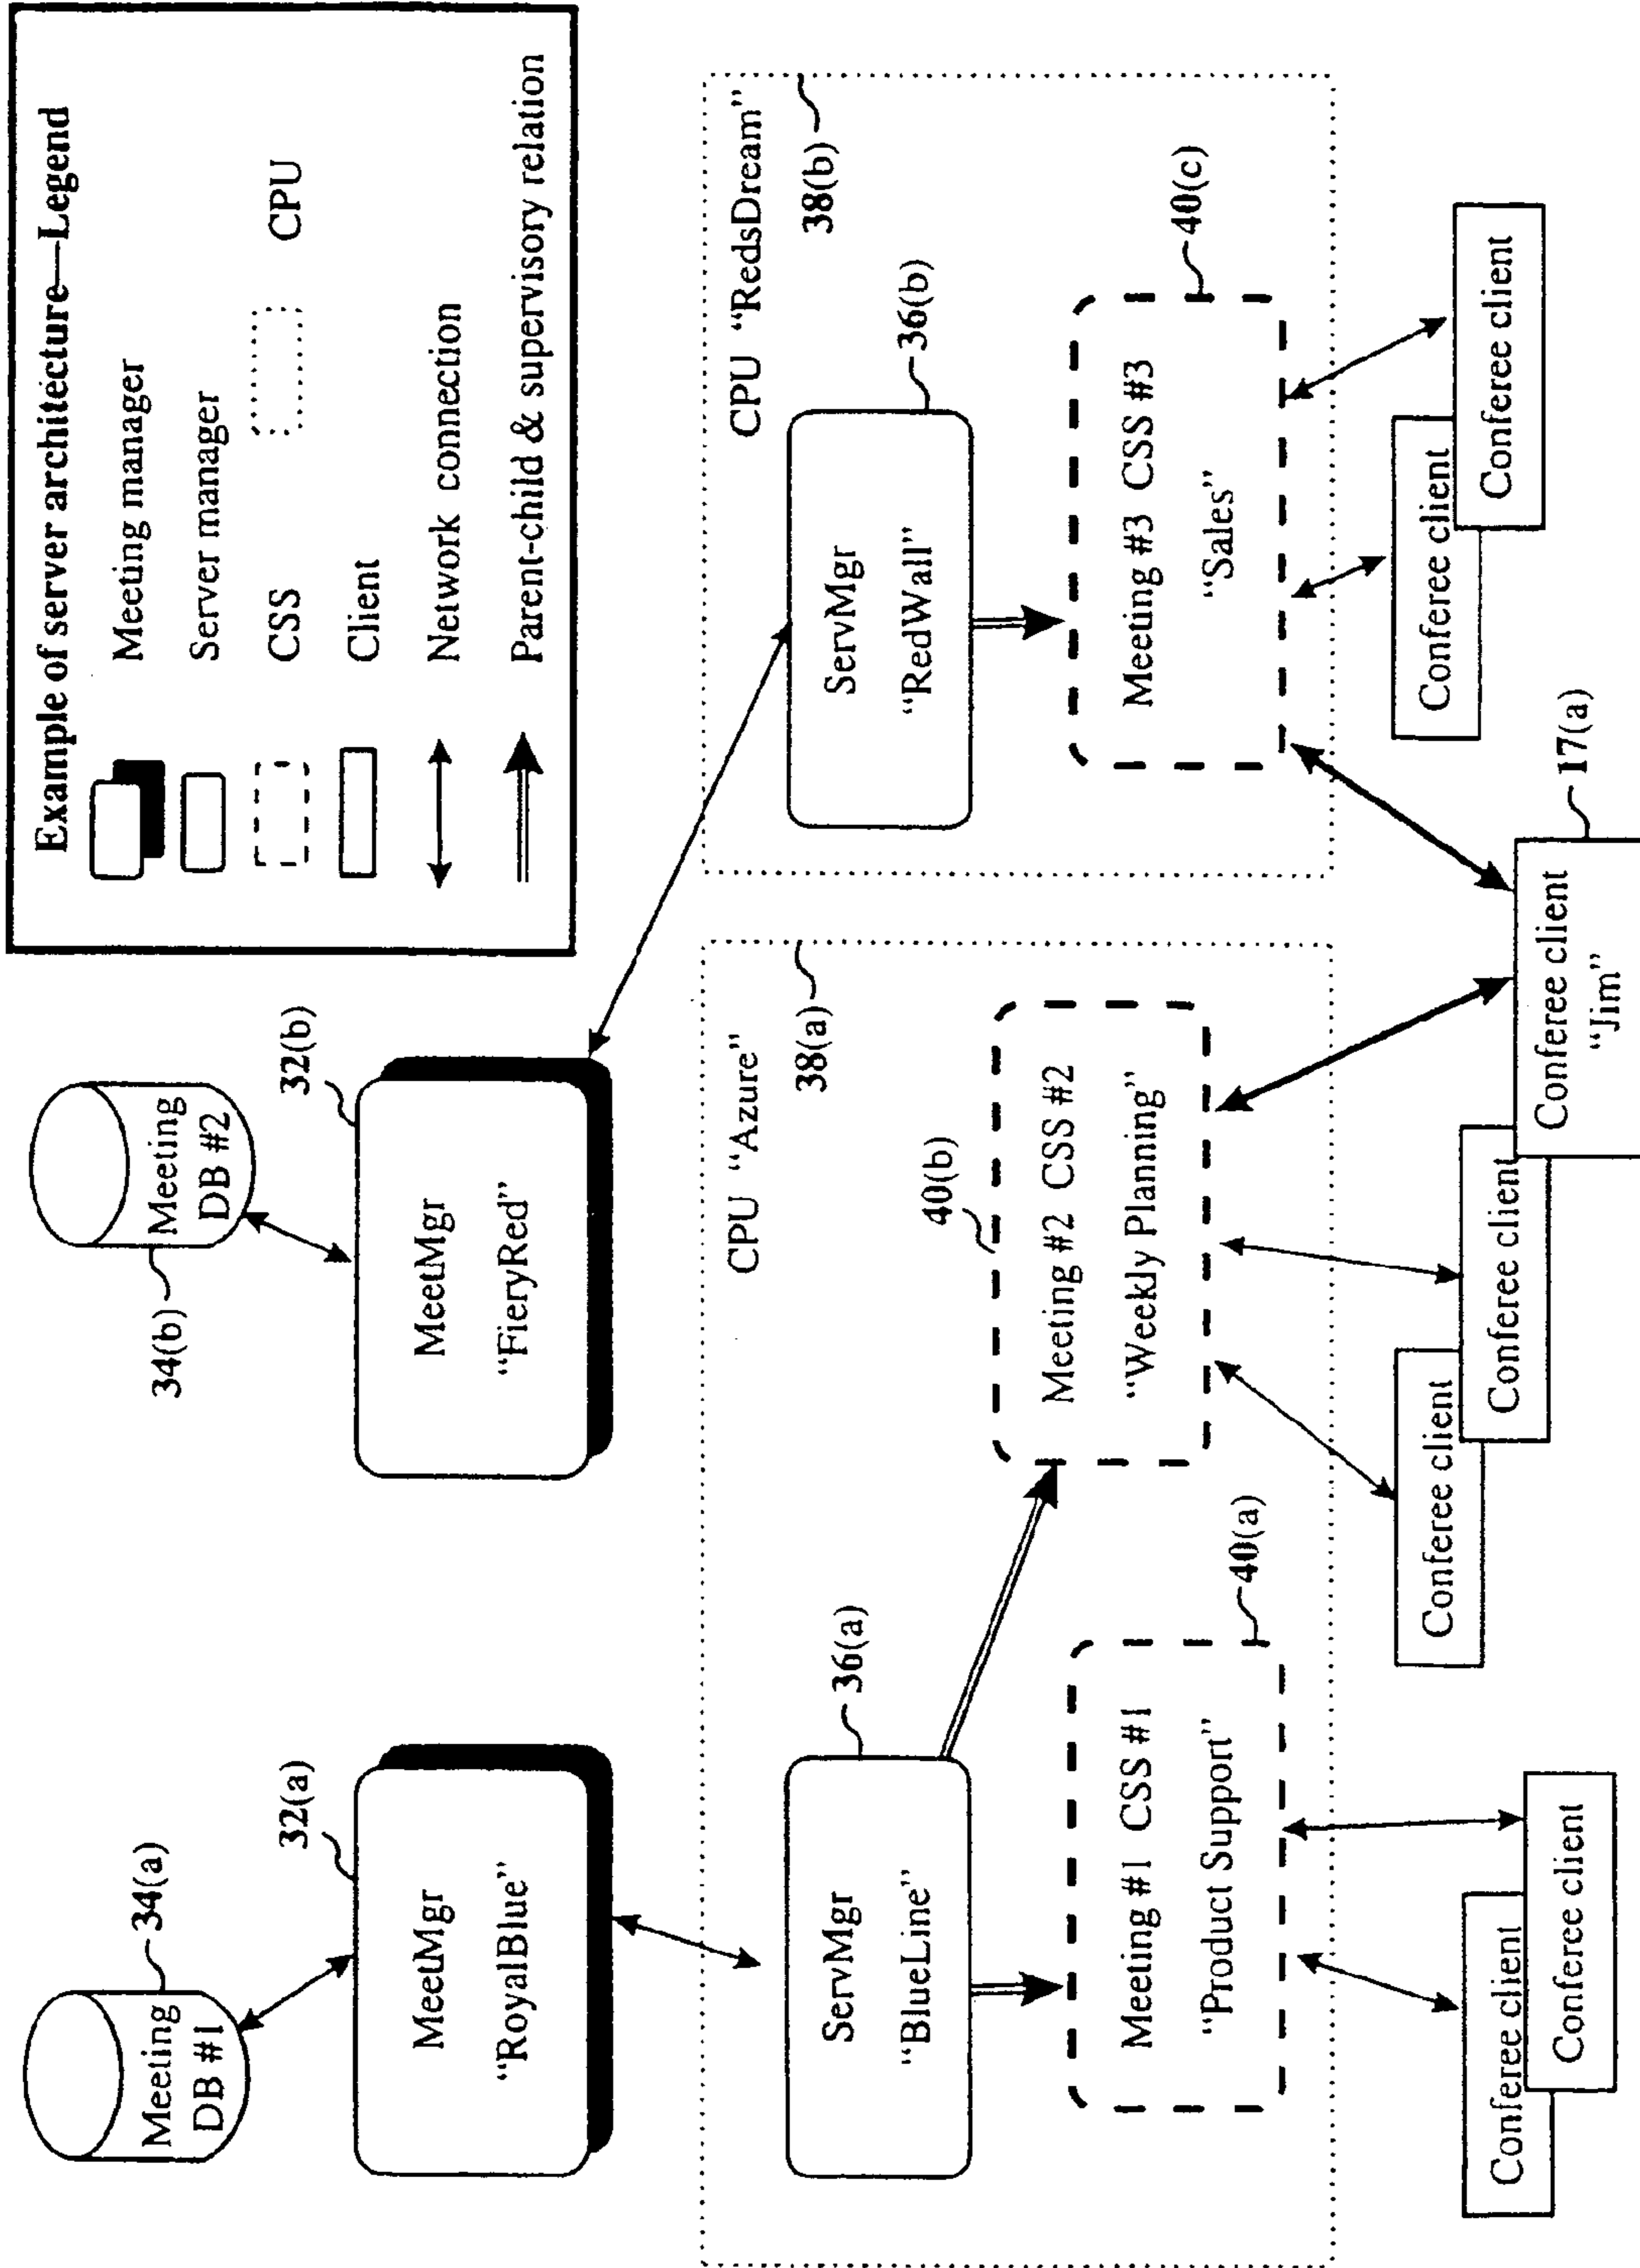 Example of server architecture—Legend
Meeting manager
Server manager
CSS
CPU
Client
Network connection
Parent-child & supervisory relation
34(a)
Meeting
DB #1
32(a)
MeetMgr
“RoyalBlue”
34(b)
Meeting
DB #2
32(b)
MeetMgr
“FieryRed”
CPU “Azure”
38(a)
36(a)
ServMgr
“BlueLine”
40(b)
Meeting #2 CSS #2
“Weekly Planning”
Meeting #1 CSS #1
“Product Support”
40(a)
CPU “RedsDream”
38(b)
36(b)
ServMgr
“RedWall”
40(c)
Meeting #3 CSS #3
“Sales”
Conferee client
Conferee client
Conferee client
Conferee client
Conferee client
“Jim”
17(a)
Conferee client
Conferee client